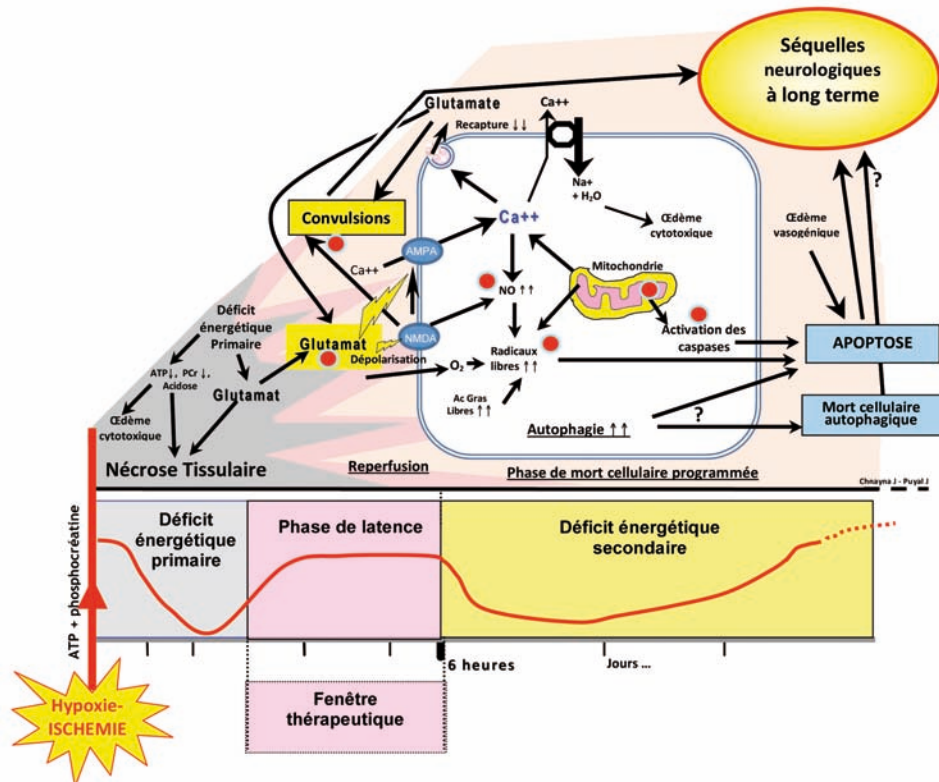 Séquelles
neurologiques
à long terme
Glutamate
Ca++
Recapture ↓↓
Na+
+ H₂O
Convulsions
Ca++
Œdème
cytotoxique
Œdème
vasogénique
?
AMPA
Ca++
Mitochondrie
NO ↑↑
Déficit
énergétique
Primaire
Glutamat
Dépolarisation
NMDA
Activation des
caspases
APOPTOSE
ATP↓, PCr ↓,
Acidose
Glutamat
O₂
Radicaux
libres ↑↑
Ac Gras
Libres ↑↑
Œdème
cytotoxique
Autophagie ↑↑
?
Mort cellulaire
autophagique
Nécrose Tissulaire
Reperfusion
Phase de mort cellulaire programmée
Chnayna J - Puyal J
ATP + phosphocréatine
Déficit
énergétique
primaire
Phase de latence
Déficit énergétique
secondaire
6 heures
Jours ...
Fenêtre
thérapeutique
Hypoxie-
ISCHEMIE